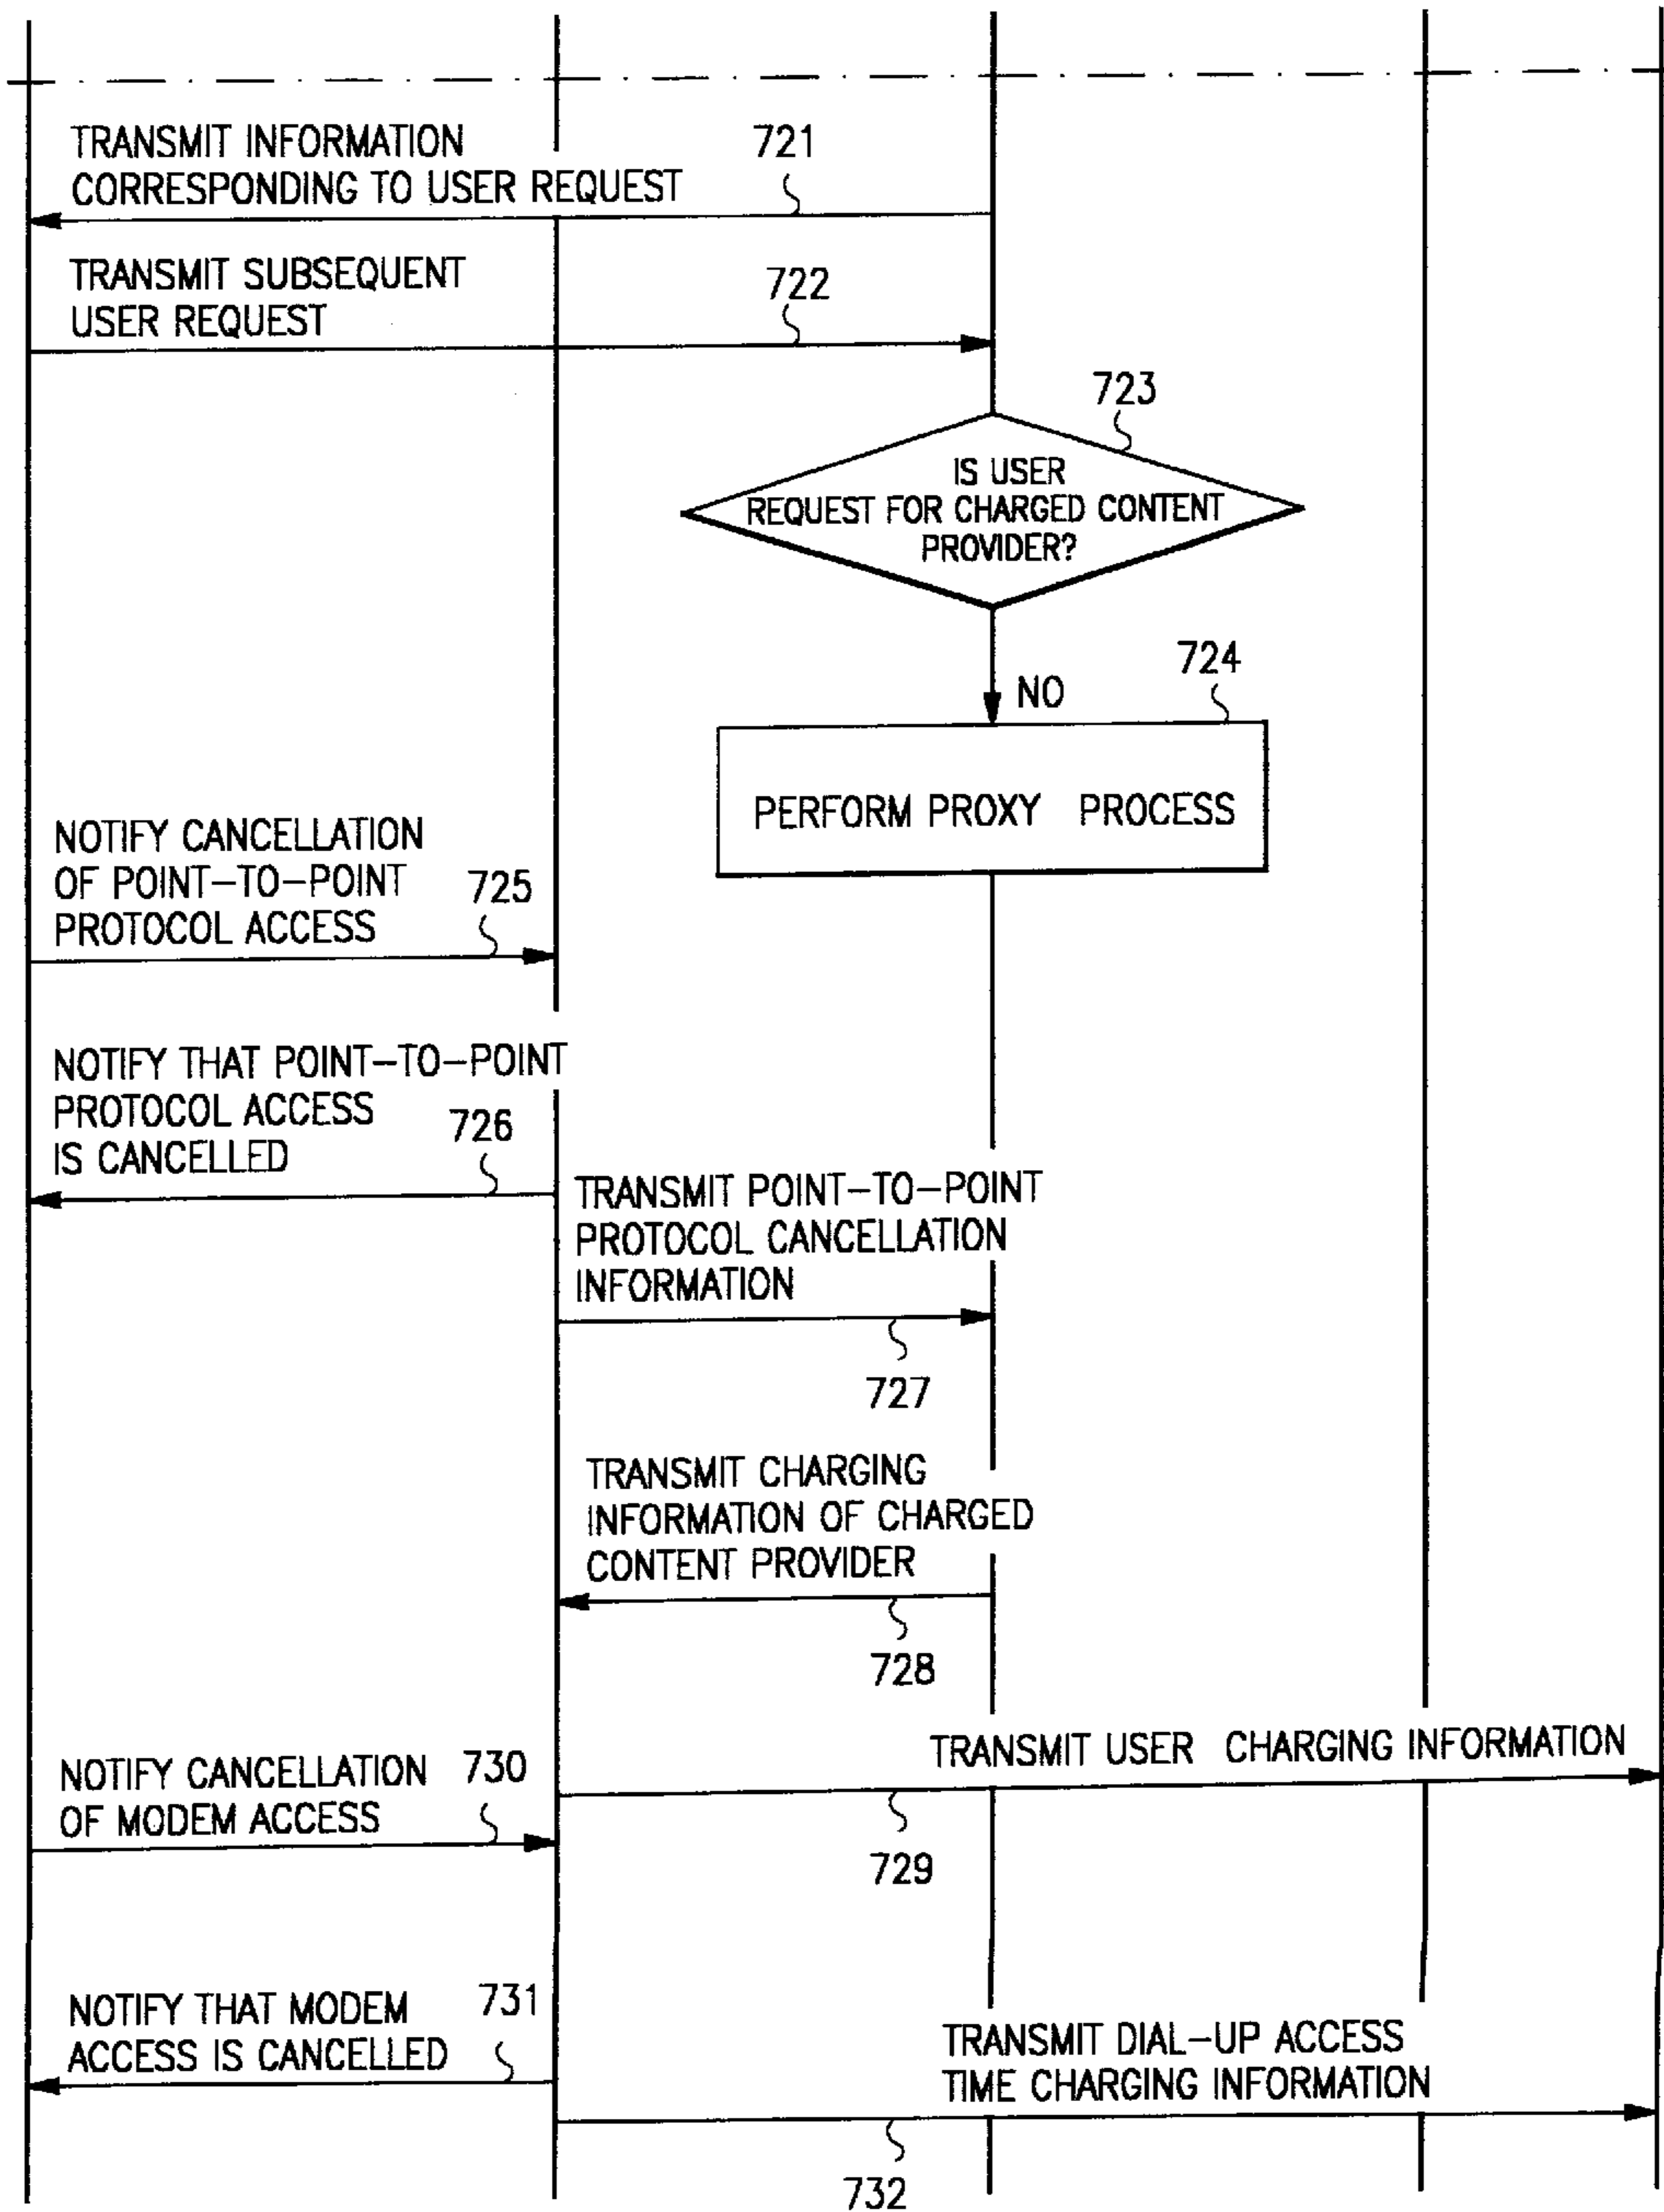 TRANSMIT INFORMATION
CORRESPONDING TO USER REQUEST
721
TRANSMIT SUBSEQUENT
USER REQUEST
722
723
IS USER
REQUEST FOR CHARGED CONTENT
PROVIDER?
NO
724
PERFORM PROXY PROCESS
NOTIFY CANCELLATION
OF POINT-TO-POINT
PROTOCOL ACCESS
725
NOTIFY THAT POINT-TO-POINT
PROTOCOL ACCESS
IS CANCELLED
726
TRANSMIT POINT-TO-POINT
PROTOCOL CANCELLATION
INFORMATION
727
TRANSMIT CHARGING
INFORMATION OF CHARGED
CONTENT PROVIDER
728
TRANSMIT USER CHARGING INFORMATION
729
NOTIFY CANCELLATION
OF MODEM ACCESS
730
NOTIFY THAT MODEM
ACCESS IS CANCELLED
731
TRANSMIT DIAL-UP ACCESS
TIME CHARGING INFORMATION
732